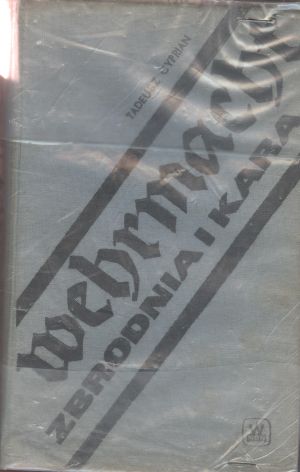 TADEUSZ CYPRIAN
wehrmacht
ZBRODNIA I KARA